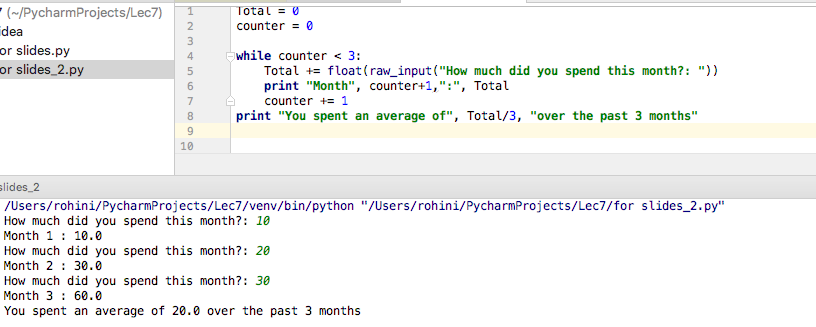 (~/PycharmProjects/Lec7)
idea
or slides.py
or slides_2.py
1 Total = 0
2 counter = 0
3
4 while counter < 3:
5 Total += float(raw_input("How much did you spend this month?: "))
6 print "Month", counter+1,":", Total
7 counter += 1
8 print "You spent an average of", Total/3, "over the past 3 months"
9
10
slides_2
/Users/rohini/PycharmProjects/Lec7/venv/bin/python "/Users/rohini/PycharmProjects/Lec7/for slides_2.py"
How much did you spend this month?: 10
Month 1 : 10.0
How much did you spend this month?: 20
Month 2 : 30.0
How much did you spend this month?: 30
Month 3 : 60.0
You spent an average of 20.0 over the past 3 months